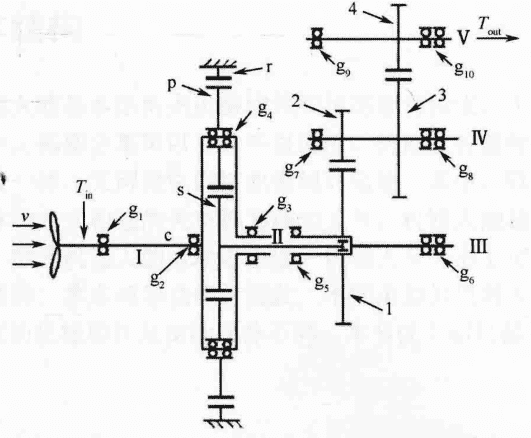 4
V T_out
g₉ g₁₀
r
p
3
g₄
2
IV
g₇ g₈
s
T_in
g₃
v g₁
c II
I III
g₂ g₅ g₆
1